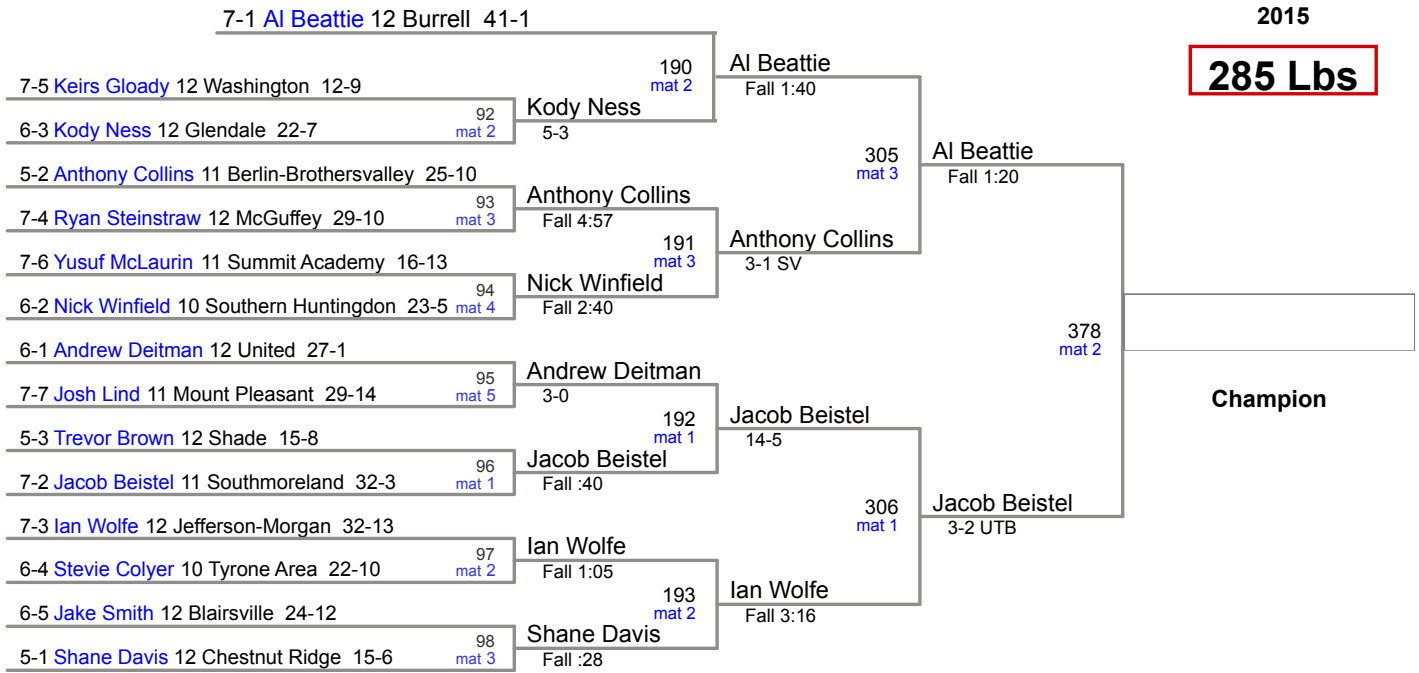 7-1 Al Beattie 12 Burrell 41-1
2015
285 Lbs
7-5 Keirs Gloady 12 Washington 12-9
6-3 Kody Ness 12 Glendale 22-7
5-2 Anthony Collins 11 Berlin-Brothersvalley 25-10
7-4 Ryan Steinstraw 12 McGuffey 29-10
7-6 Yusuf McLaurin 11 Summit Academy 16-13
6-2 Nick Winfield 10 Southern Huntingdon 23-5
6-1 Andrew Deitman 12 United 27-1
7-7 Josh Lind 11 Mount Pleasant 29-14
5-3 Trevor Brown 12 Shade 15-8
7-2 Jacob Beistel 11 Southmoreland 32-3
7-3 Ian Wolfe 12 Jefferson-Morgan 32-13
6-4 Stevie Colyer 10 Tyrone Area 22-10
6-5 Jake Smith 12 Blairsville 24-12
5-1 Shane Davis 12 Chestnut Ridge 15-6
92
mat 2
93
mat 3
94
mat 4
95
mat 5
96
mat 1
97
mat 2
98
mat 3
Kody Ness
5-3
Anthony Collins
Fall 4:57
Nick Winfield
Fall 2:40
Andrew Deitman
3-0
Jacob Beistel
Fall :40
Ian Wolfe
Fall 1:05
Shane Davis
Fall :28
190
mat 2
191
mat 3
192
mat 1
193
mat 2
Al Beattie
Fall 1:40
Anthony Collins
3-1 SV
Jacob Beistel
14-5
Ian Wolfe
Fall 3:16
305
mat 3
306
mat 1
Al Beattie
Fall 1:20
Jacob Beistel
3-2 UTB
378
mat 2
Champion